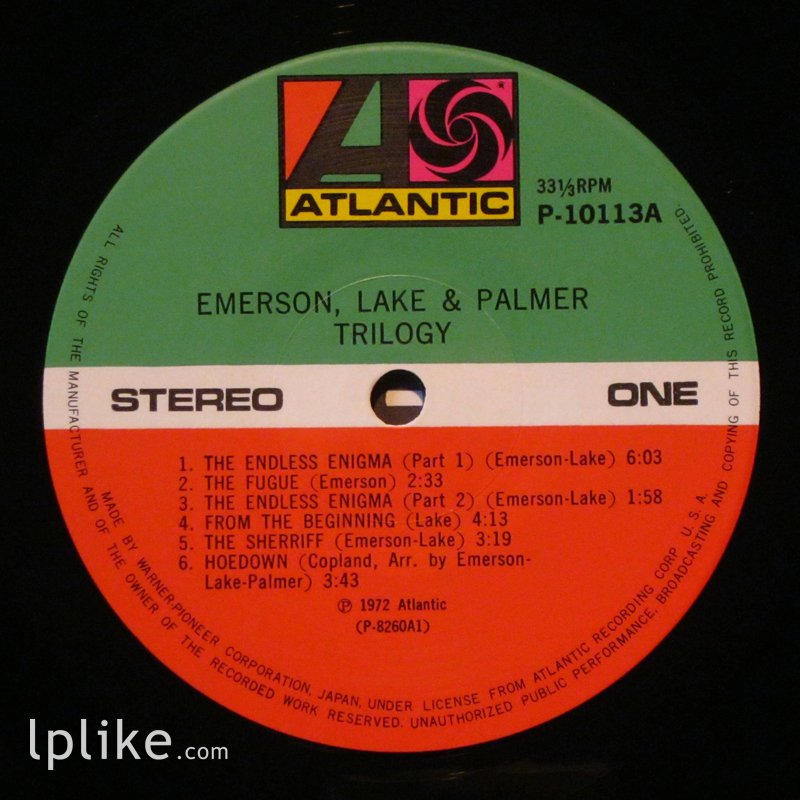 ATLANTIC
33⅓RPM
P-10113A
EMERSON, LAKE & PALMER
TRILOGY
STEREO
ONE
1. THE ENDLESS ENIGMA (Part 1) (Emerson-Lake) 6:03
2. THE FUGUE (Emerson) 2:33
3. THE ENDLESS ENIGMA (Part 2) (Emerson-Lake) 1:58
4. FROM THE BEGINNING (Lake) 4:13
5. THE SHERRIFF (Emerson-Lake) 3:19
6. HOEDOWN (Copland, Arr. by Emerson-
Lake-Palmer) 3:43
℗ 1972 Atlantic
(P-8260A1)
MADE BY WARNER-PIONEER CORPORATION, JAPAN, UNDER LICENSE FROM ATLANTIC RECORDING CORP. U.S.A.
ALL RIGHTS OF THE MANUFACTURER AND OF THE OWNER OF THE RECORDED WORK RESERVED. UNAUTHORIZED PUBLIC PERFORMANCE, BROADCASTING AND COPYING OF THIS RECORD PROHIBITED.
lplike.com